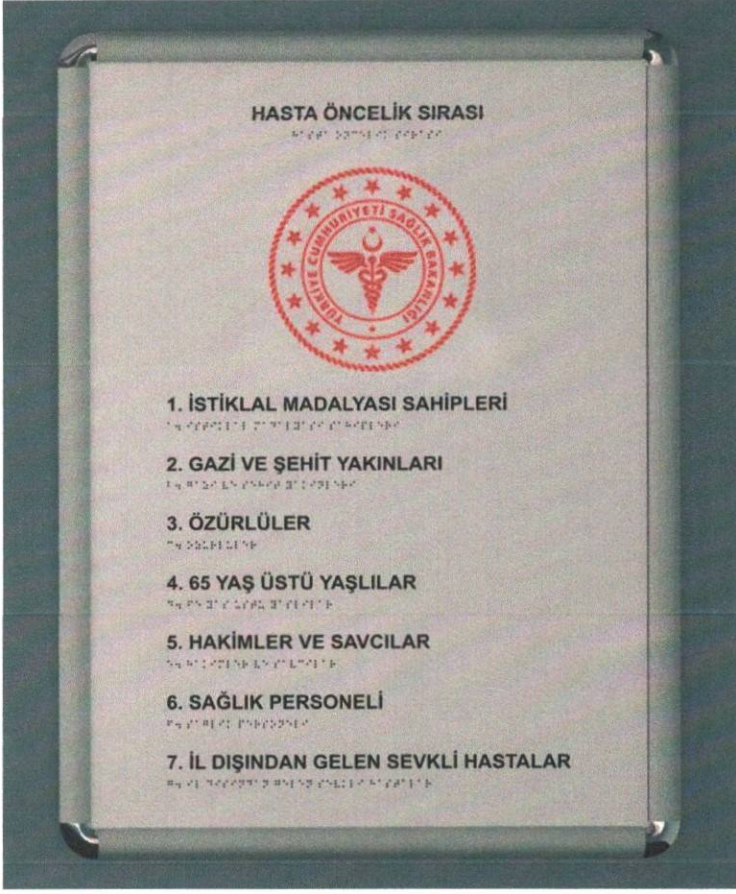 HASTA ÖNCELİK SIRASI
TÜRKİYE CUMHURİYETİ SAĞLIK BAKANLIĞI
1. İSTİKLAL MADALYASI SAHİPLERİ
2. GAZİ VE ŞEHİT YAKINLARI
3. ÖZÜRLÜLER
4. 65 YAŞ ÜSTÜ YAŞLILAR
5. HAKİMLER VE SAVCILAR
6. SAĞLIK PERSONELİ
7. İL DIŞINDAN GELEN SEVKLİ HASTALAR